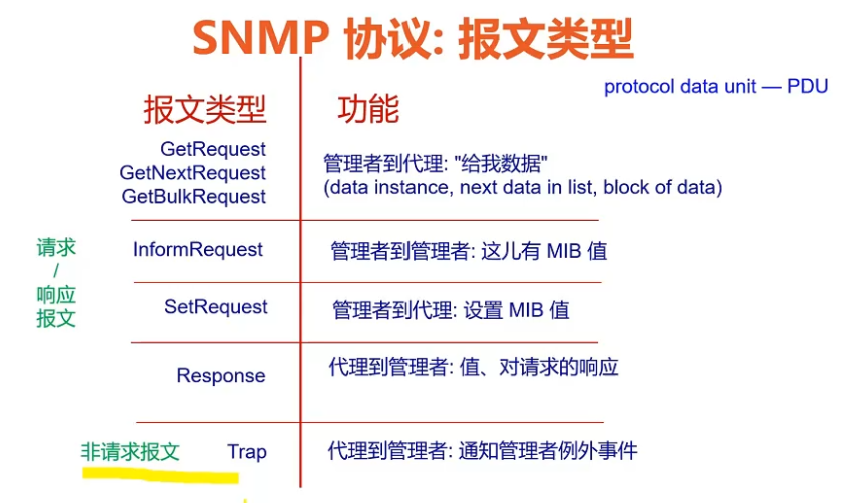 SNMP 协议: 报文类型
protocol data unit — PDU
报文类型
功能
GetRequest
GetNextRequest
GetBulkRequest
管理者到代理: "给我数据"
(data instance, next data in list, block of data)
请求
/
响应
报文
InformRequest
管理者到管理者: 这儿有 MIB 值
SetRequest
管理者到代理: 设置 MIB 值
Response
代理到管理者: 值、对请求的响应
非请求报文
Trap
代理到管理者: 通知管理者例外事件